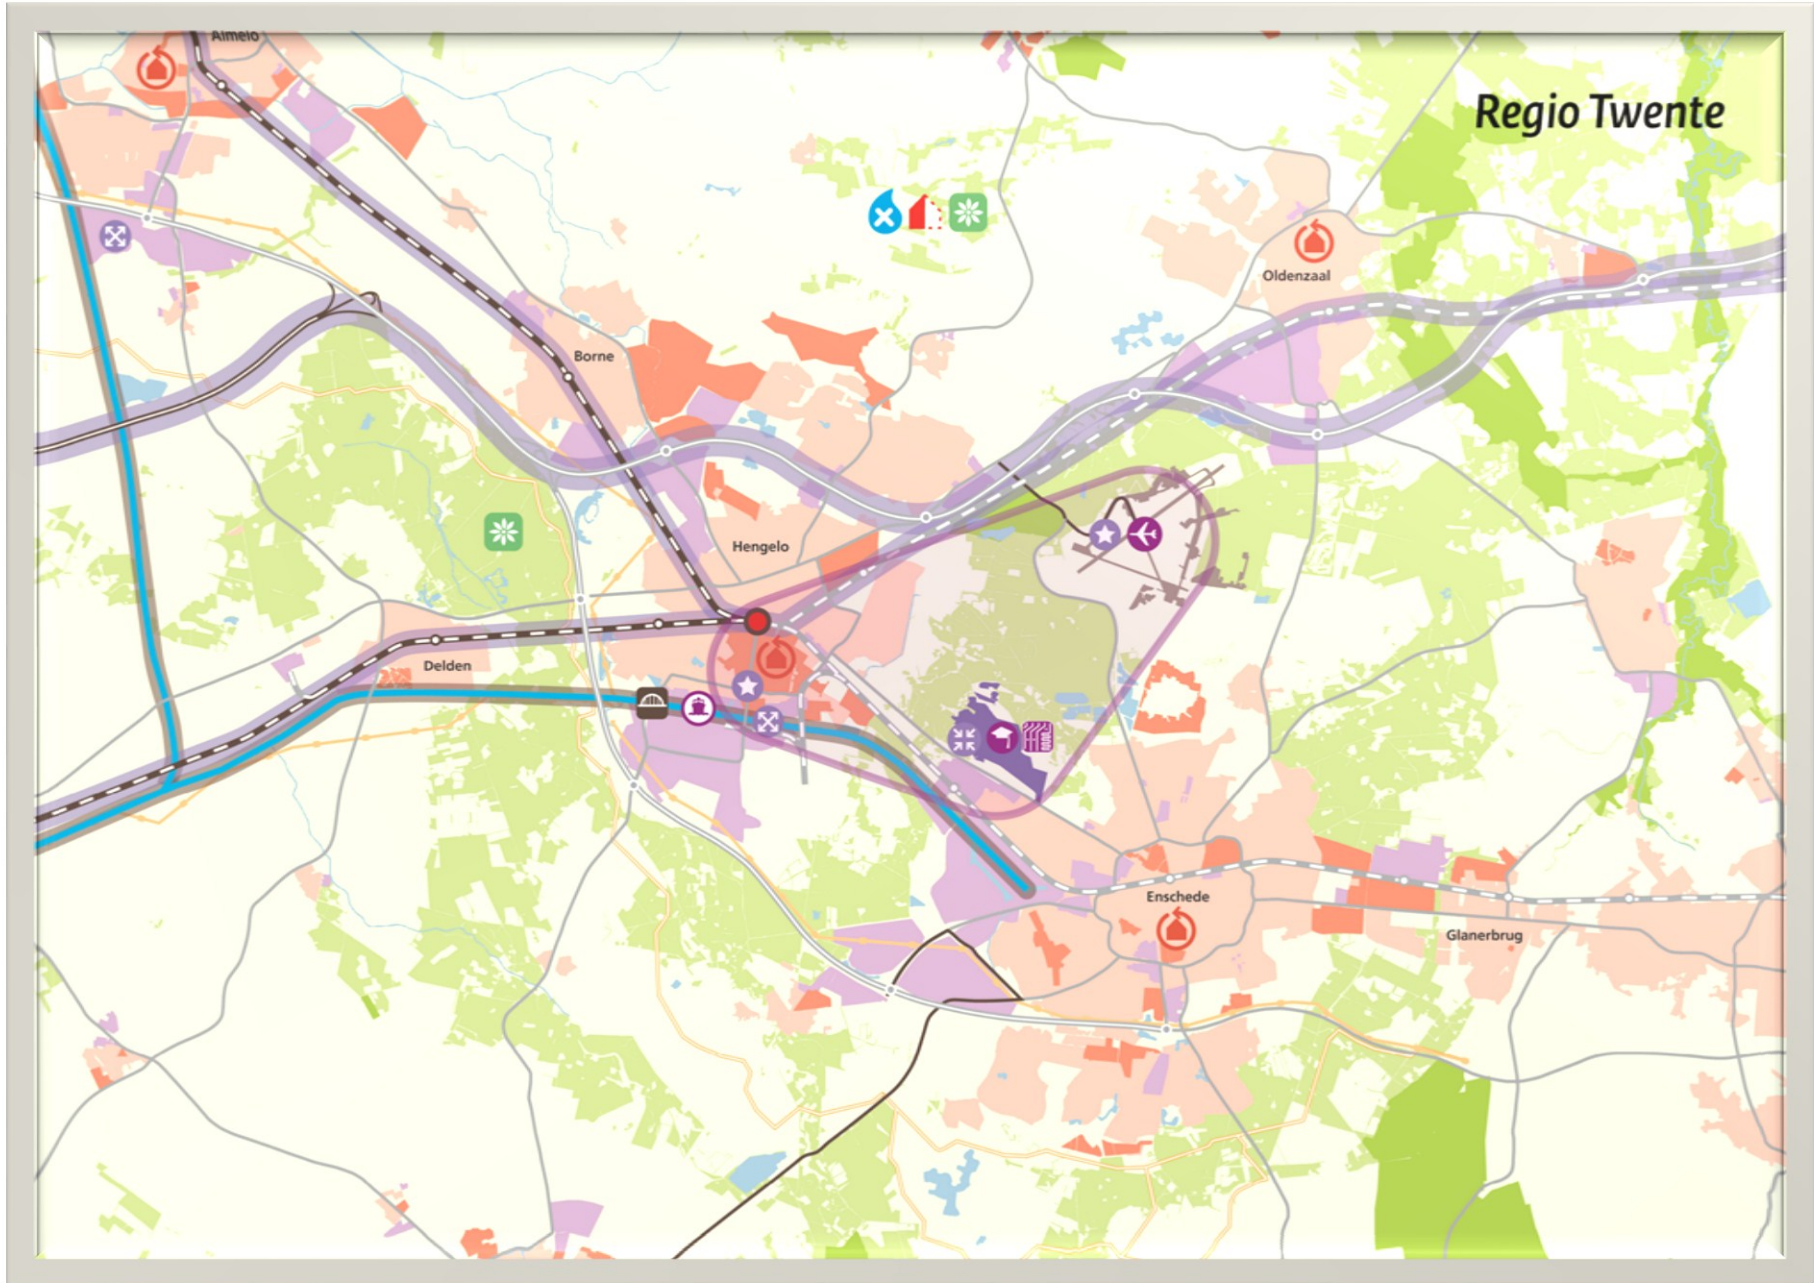 Almelo
Regio Twente
Oldenzaal
Borne
Hengelo
Delden
Enschede
Glanerbrug